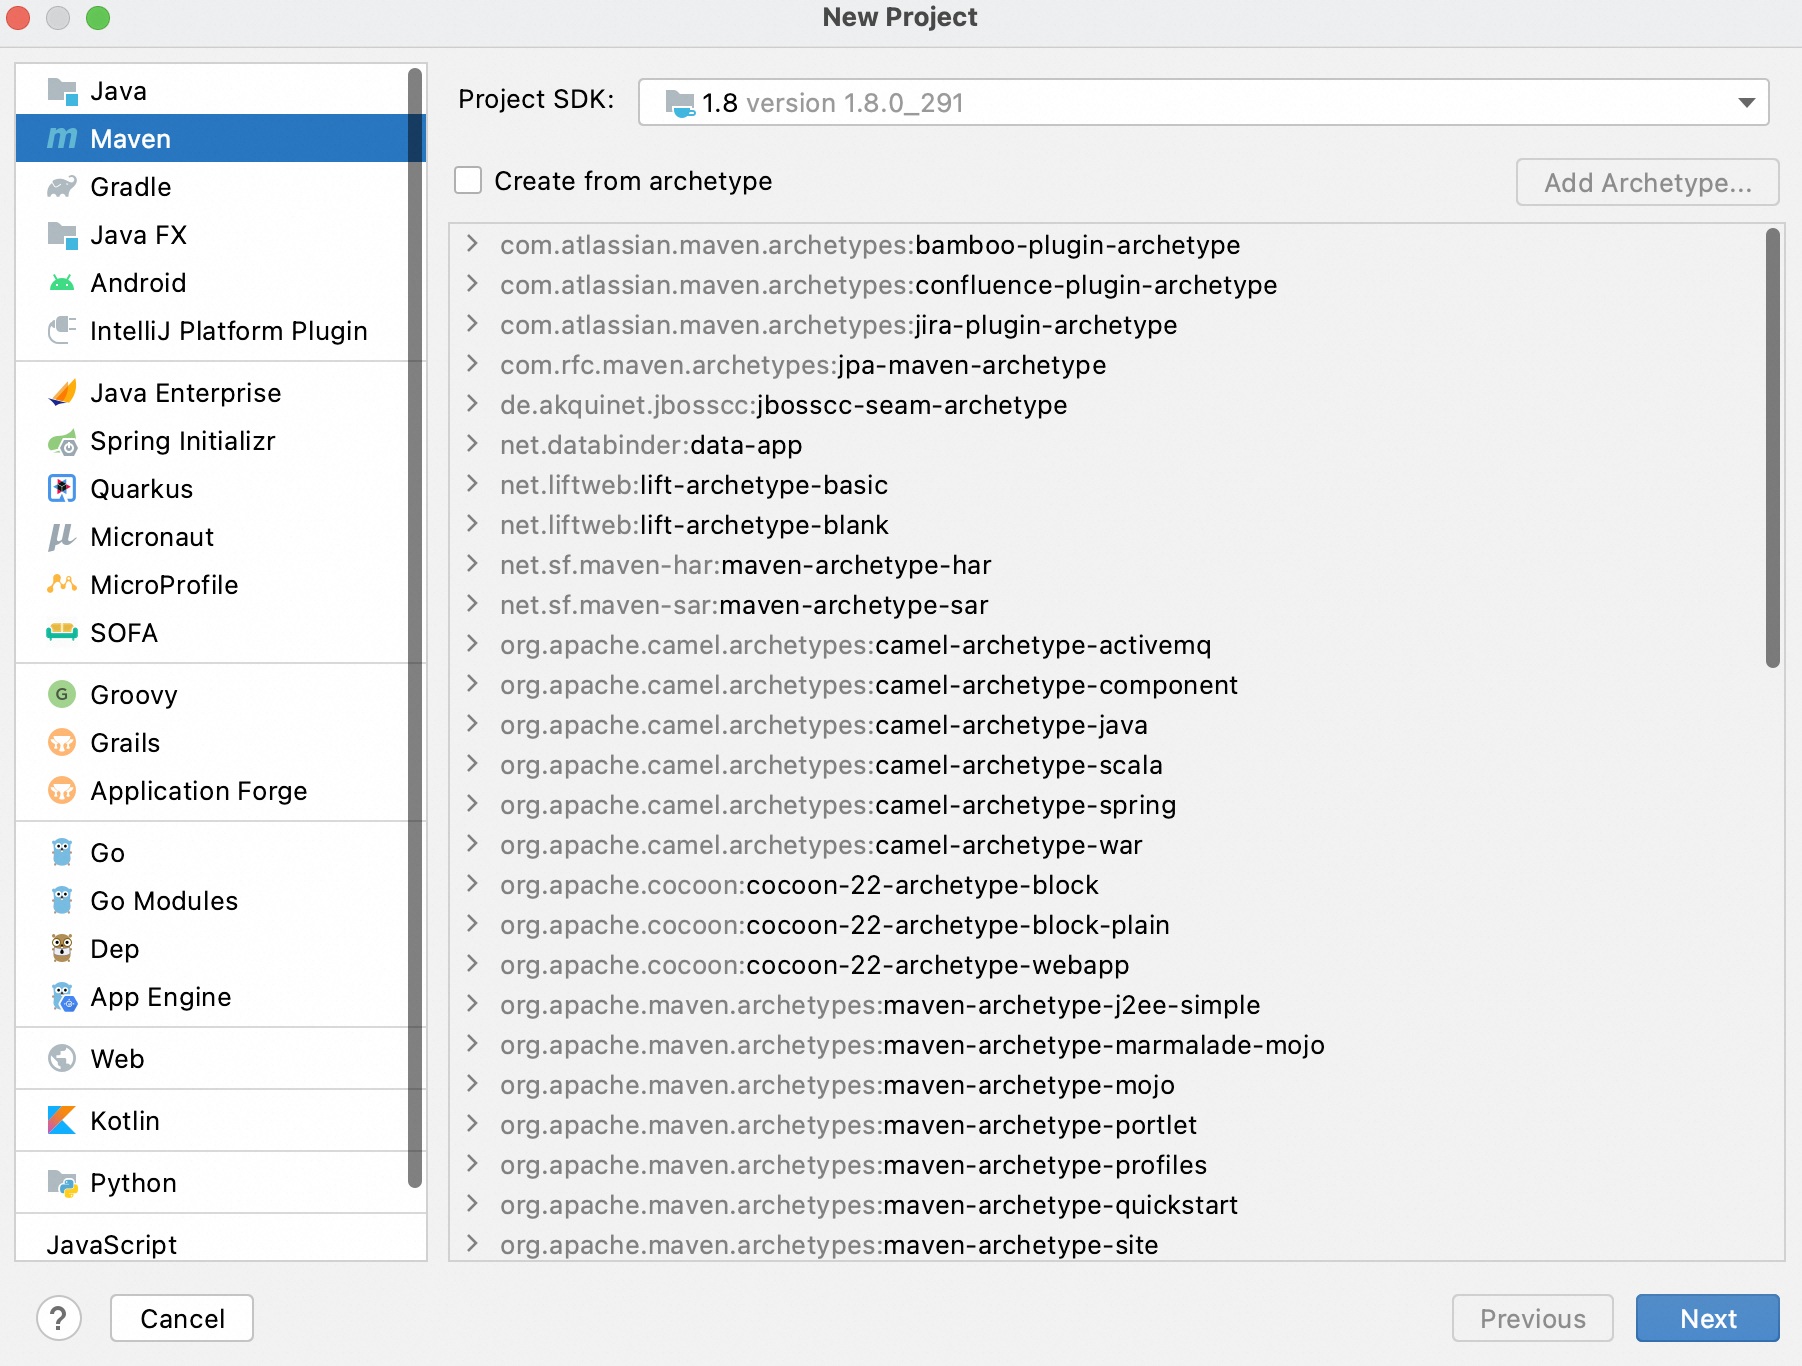 New Project
Java
Maven
Gradle
Java FX
Android
IntelliJ Platform Plugin
Java Enterprise
Spring Initializr
Quarkus
Micronaut
MicroProfile
SOFA
G Groovy
Grails
Application Forge
Go
Go Modules
Dep
App Engine
Web
Kotlin
Python
JavaScript
Project SDK: 1.8 version 1.8.0_291
Create from archetype
Add Archetype...
com.atlassian.maven.archetypes:bamboo-plugin-archetype
com.atlassian.maven.archetypes:confluence-plugin-archetype
com.atlassian.maven.archetypes:jira-plugin-archetype
com.rfc.maven.archetypes:jpa-maven-archetype
de.akquinet.jbosscc:jbosscc-seam-archetype
net.databinder:data-app
net.liftweb:lift-archetype-basic
net.liftweb:lift-archetype-blank
net.sf.maven-har:maven-archetype-har
net.sf.maven-sar:maven-archetype-sar
org.apache.camel.archetypes:camel-archetype-activemq
org.apache.camel.archetypes:camel-archetype-component
org.apache.camel.archetypes:camel-archetype-java
org.apache.camel.archetypes:camel-archetype-scala
org.apache.camel.archetypes:camel-archetype-spring
org.apache.camel.archetypes:camel-archetype-war
org.apache.cocoon:cocoon-22-archetype-block
org.apache.cocoon:cocoon-22-archetype-block-plain
org.apache.cocoon:cocoon-22-archetype-webapp
org.apache.maven.archetypes:maven-archetype-j2ee-simple
org.apache.maven.archetypes:maven-archetype-marmalade-mojo
org.apache.maven.archetypes:maven-archetype-mojo
org.apache.maven.archetypes:maven-archetype-portlet
org.apache.maven.archetypes:maven-archetype-profiles
org.apache.maven.archetypes:maven-archetype-quickstart
org.apache.maven.archetypes:maven-archetype-site
? Cancel
Previous
Next